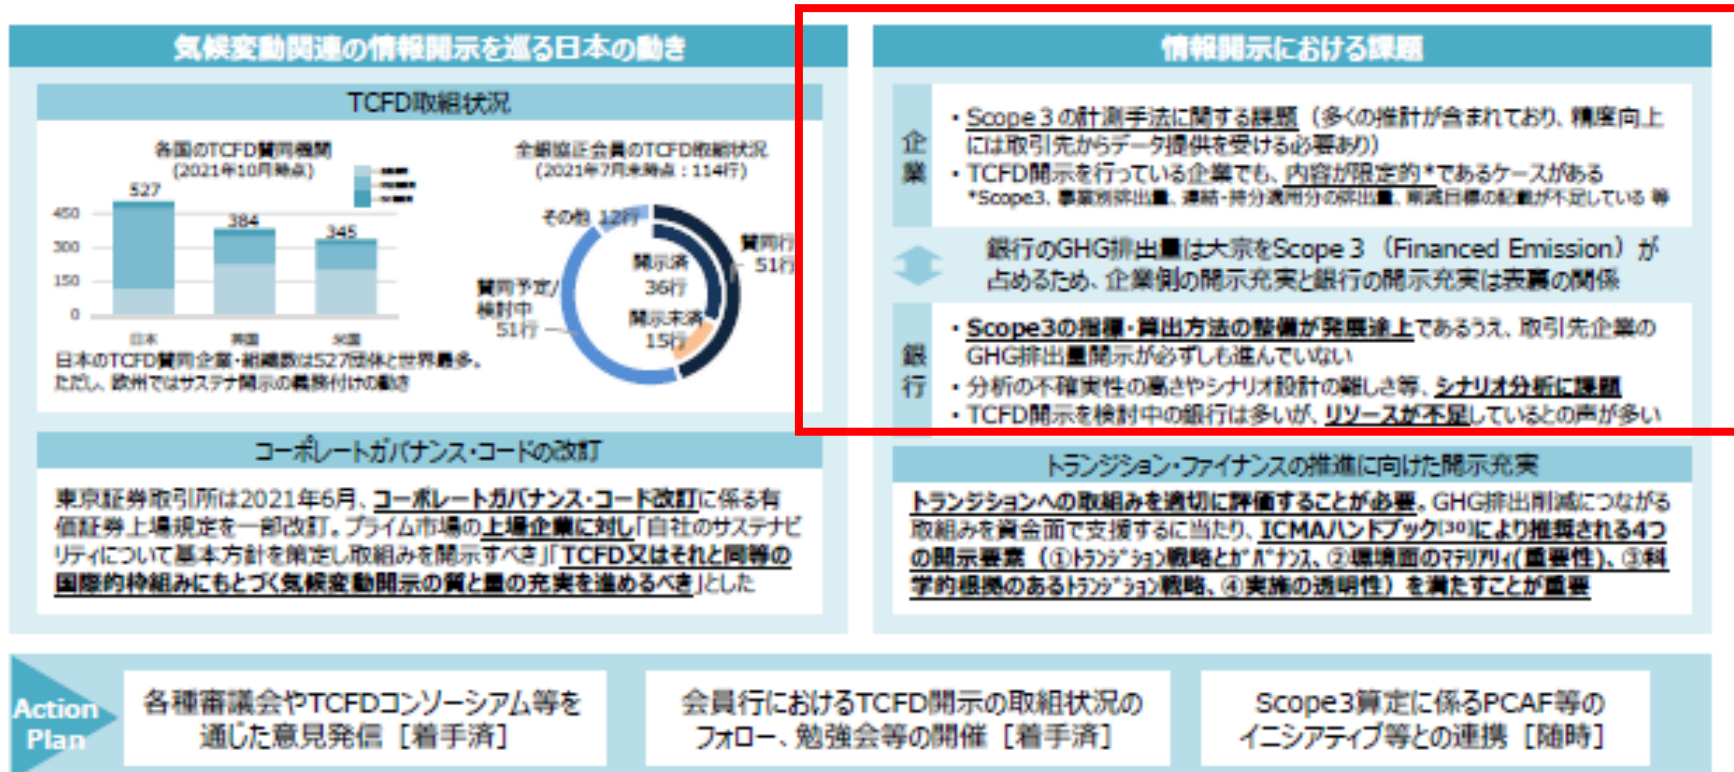 気候変動関連の情報開示を巡る日本の動き
TCFD取組状況
各国のTCFD賛同機関
(2021年10月時点)
527
384
345
450
300
150
0
日本
英国
米国
日本のTCFD賛同企業・組織数は527団体と世界最多。
ただし、欧州ではサステナ開示の義務付けの動き
全銀協正会員のTCFD取組状況
(2021年7月末時点：114行)
その他 12行
賛同行
51行
開示済
36行
開示未済
15行
賛同予定/
検討中
51行
コーポレートガバナンス・コードの改訂
東京証券取引所は2021年6月、コーポレートガバナンス・コード改訂に係る有
価証券上場規定を一部改訂。プライム市場の上場企業に対し「自社のサステナビ
リティについて基本方針を策定し取組みを開示すべき」「TCFD又はそれと同等の
国際的枠組みにもとづく気候変動開示の質と量の充実を進めるべき」とした
情報開示における課題
企業
・Scope 3 の計測手法に関する課題（多くの推計が含まれており、精度向上
には取引先からデータ提供を受ける必要あり）
・TCFD開示を行っている企業でも、内容が限定的*であるケースがある
*Scope3、事業別排出量、連結・持分適用分の排出量、削減目標の記載が不足している 等
銀行のGHG排出量は大宗をScope 3 （Financed Emission）が
占めるため、企業側の開示充実と銀行の開示充実は表裏の関係
銀行
・Scope3の指標・算出方法の整備が発展途上であるうえ、取引先企業の
GHG排出量開示が必ずしも進んでいない
・分析の不確実性の高さやシナリオ設計の難しさ等、シナリオ分析に課題
・TCFD開示を検討中の銀行は多いが、リソースが不足しているとの声が多い
トランジション・ファイナンスの推進に向けた開示充実
トランジションへの取組みを適切に評価することが必要。GHG排出削減につながる
取組みを資金面で支援するに当たり、ICMAハンドブック[30]により推奨される4つ
の開示要素（①ﾄﾗﾝｼﾞｼｮﾝ戦略とｶﾞﾊﾞﾅﾝｽ、②環境面のﾏﾃﾘｱﾘﾃｨ(重要性)、③科
学的根拠のあるﾄﾗﾝｼﾞｼｮﾝ戦略、④実施の透明性）を満たすことが重要
Action
Plan
各種審議会やTCFDコンソーシアム等を
通じた意見発信［着手済］
会員行におけるTCFD開示の取組状況の
フォロー、勉強会等の開催［着手済］
Scope3算定に係るPCAF等の
イニシアティブ等との連携［随時］